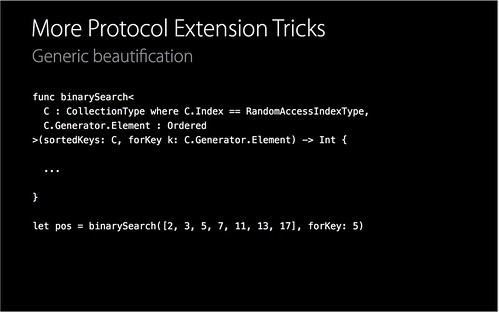 More Protocol Extension Tricks
Generic beautification
func binarySearch<
C : CollectionType where C.Index == RandomAccessIndexType,
C.Generator.Element : Ordered
>(sortedKeys: C, forKey k: C.Generator.Element) -> Int {
...
}
let pos = binarySearch([2, 3, 5, 7, 11, 13, 17], forKey: 5)